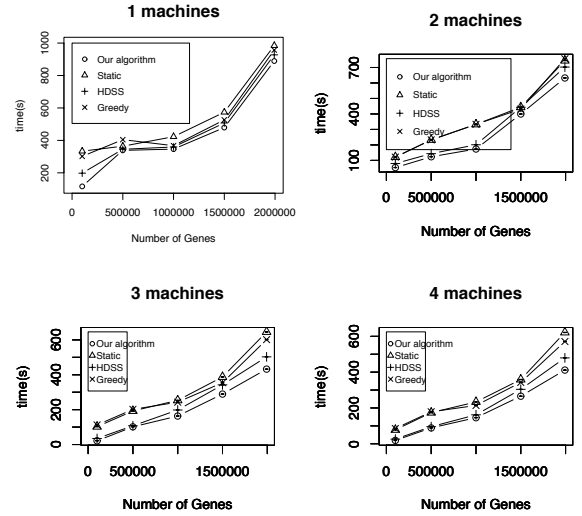 1 machines
time(s)
1000
800
600
400
200
Our algorithm
Static
HDSS
Greedy
0 500000 1000000 1500000 2000000
Number of Genes
2 machines
time(s)
700
400
100
Our algorithm
Static
HDSS
Greedy
0 500000 1500000
Number of Genes
3 machines
time(s)
600
400
200
0
Our algorithm
Static
HDSS
Greedy
0 500000 1500000
Number of Genes
4 machines
time(s)
600
400
200
0
Our algorithm
Static
HDSS
Greedy
0 500000 1500000
Number of Genes